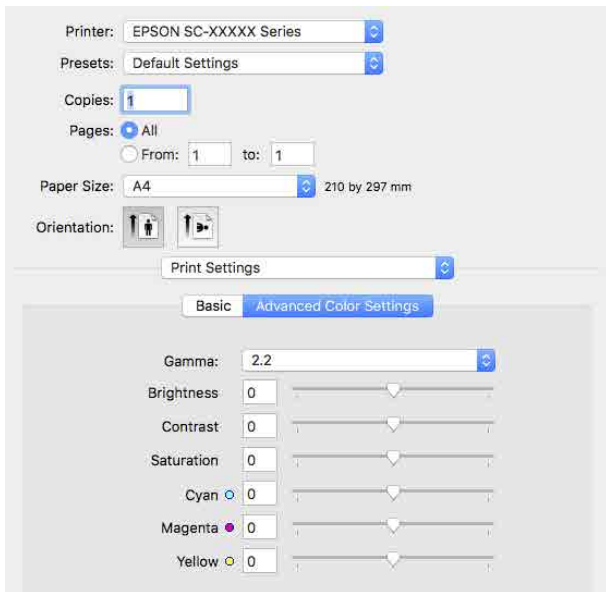 Printer: EPSON SC-XXXXX Series
Presets: Default Settings
Copies: 1
Pages: All
From: 1 to: 1
Paper Size: A4 210 by 297 mm
Orientation:
Print Settings
Basic Advanced Color Settings
Gamma: 2.2
Brightness 0
Contrast 0
Saturation 0
Cyan 0
Magenta 0
Yellow 0